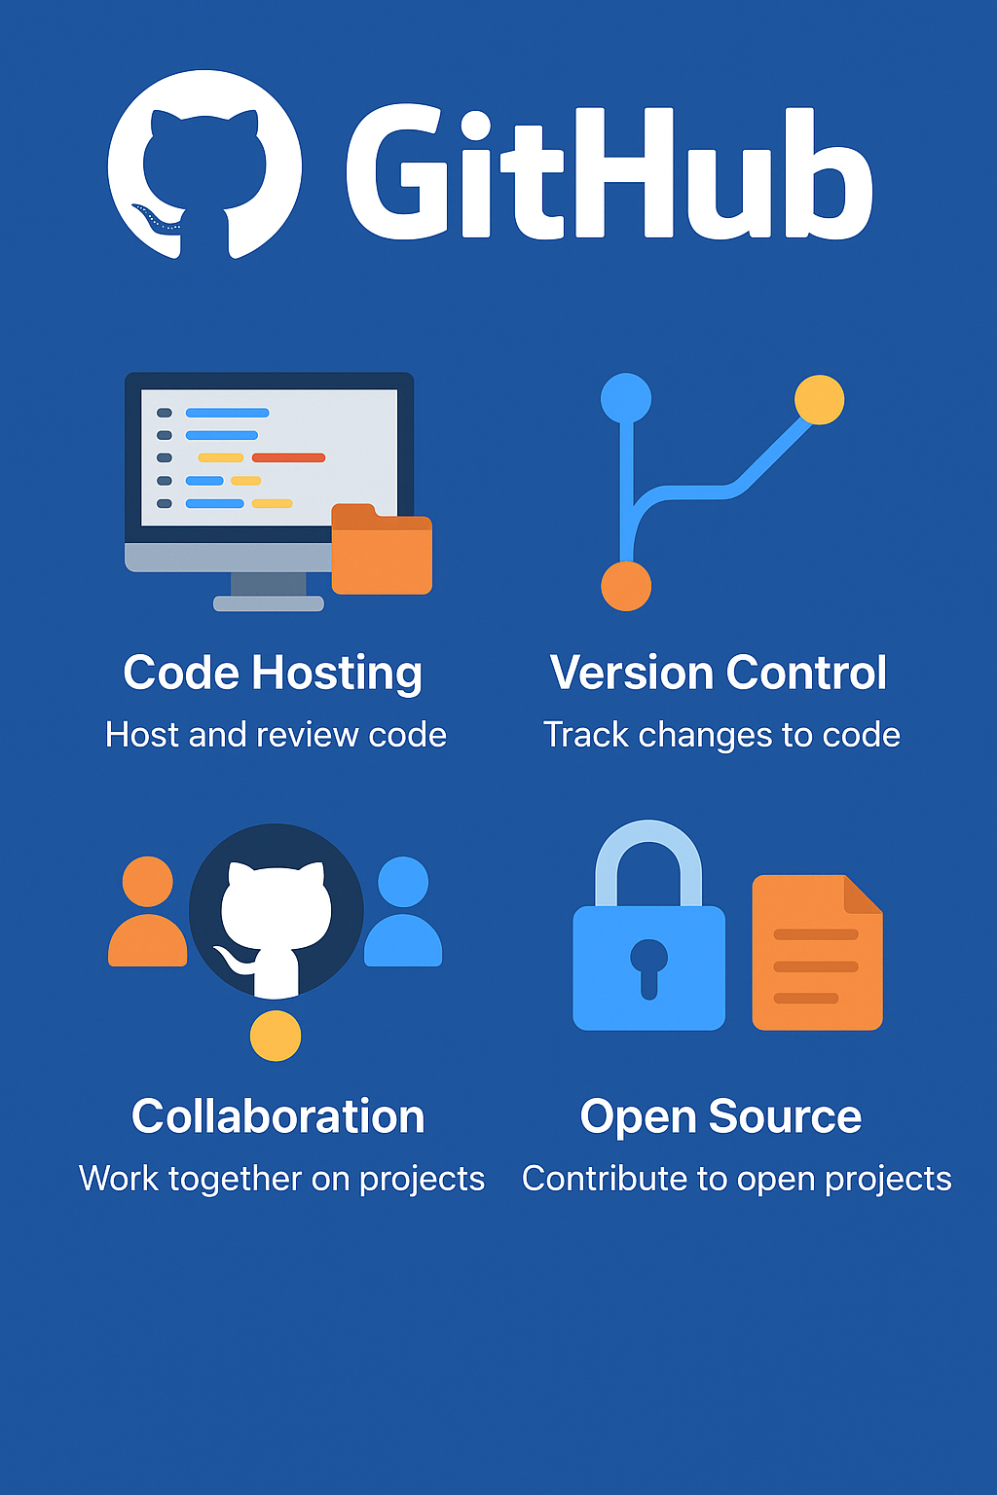 GitHub
Code Hosting
Host and review code
Version Control
Track changes to code
Collaboration
Work together on projects
Open Source
Contribute to open projects